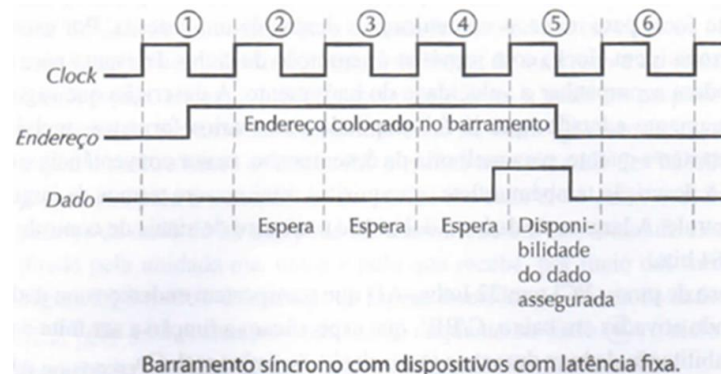 1 2 3 4 5 6
Clock
Endereço colocado no barramento
Endereço
Dado
Espera Espera Espera Disponi-
bilidade
do dado
assegurada
Barramento síncrono com dispositivos com latência fixa.